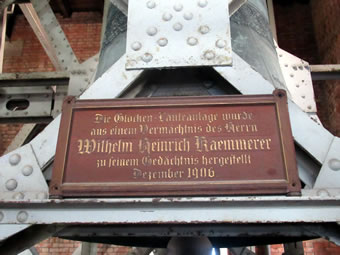 Die Glocken-Läuteanlage wurde
aus einem Vermächtnis des Herrn
Wilhelm Heinrich Kaemmerer
zu seinem Gedächtnis hergestellt
Dezember 1906